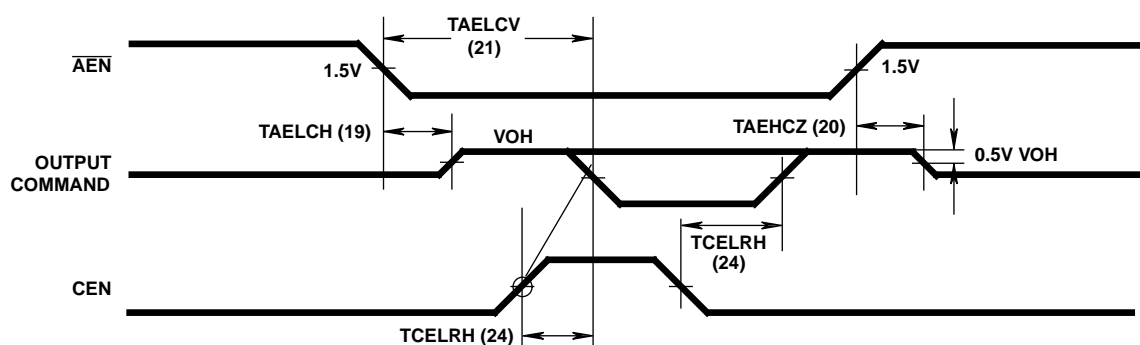 TAELCV
(21)
AEN
1.5V
1.5V
TAELCH (19)
VOH
TAEHCZ (20)
0.5V VOH
OUTPUT
COMMAND
TCELRH
(24)
CEN
TCELRH (24)